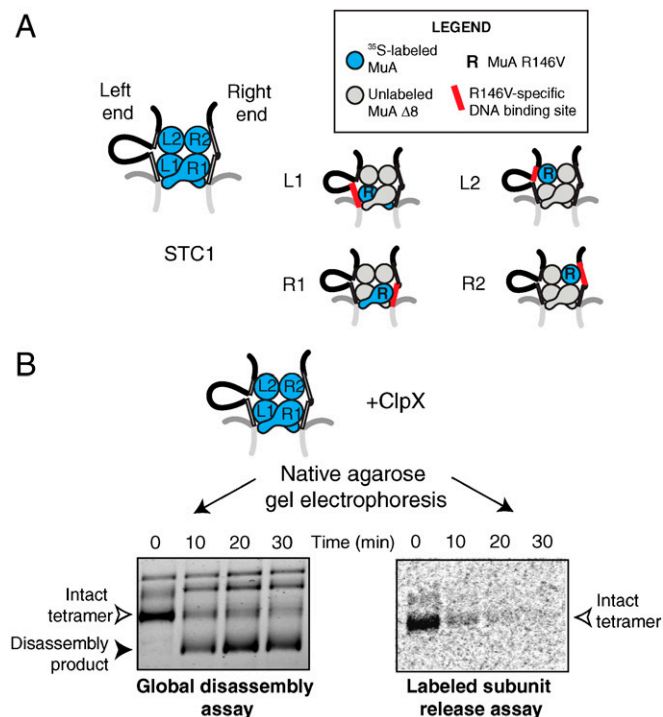 A
LEGEND
35S-labeled
MuA
R MuA R146V
Unlabeled
MuA Δ8
R146V-specific
DNA binding site
Left
end
Right
end
L2 R2
L1 R1
STC1
L1
R
L2
R
R1
R
R2
R
B
L2 R2
L1 R1
+ClpX
Native agarose
gel electrophoresis
0 10 20 30 Time (min) 0 10 20 30
Intact
tetramer
Disassembly
product
Intact
tetramer
Global disassembly
assay
Labeled subunit
release assay